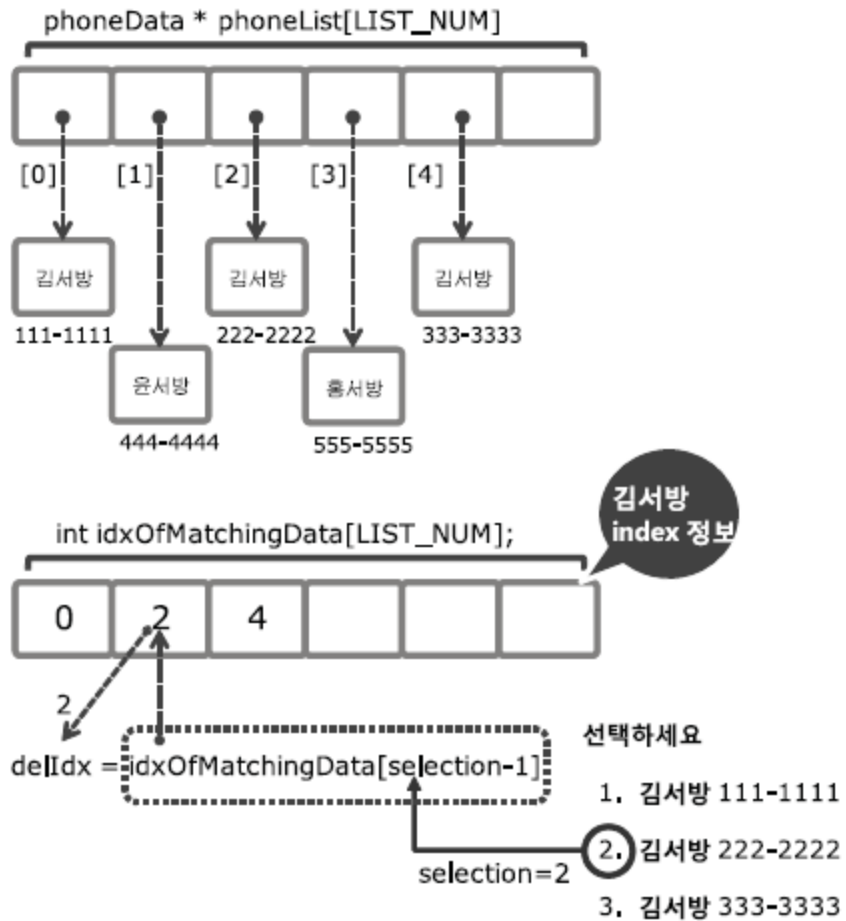 phoneData * phoneList[LIST_NUM]
[0] [1] [2] [3] [4]
김서방 김서방 김서방
111-1111 222-2222 333-3333
윤서방 홍서방
444-4444 555-5555
김서방
index 정보
int idxOfMatchingData[LIST_NUM];
0 2 4
2
선택하세요
delIdx = idxOfMatchingData[selection-1]
1. 김서방 111-1111
2. 김서방 222-2222
selection=2
3. 김서방 333-3333